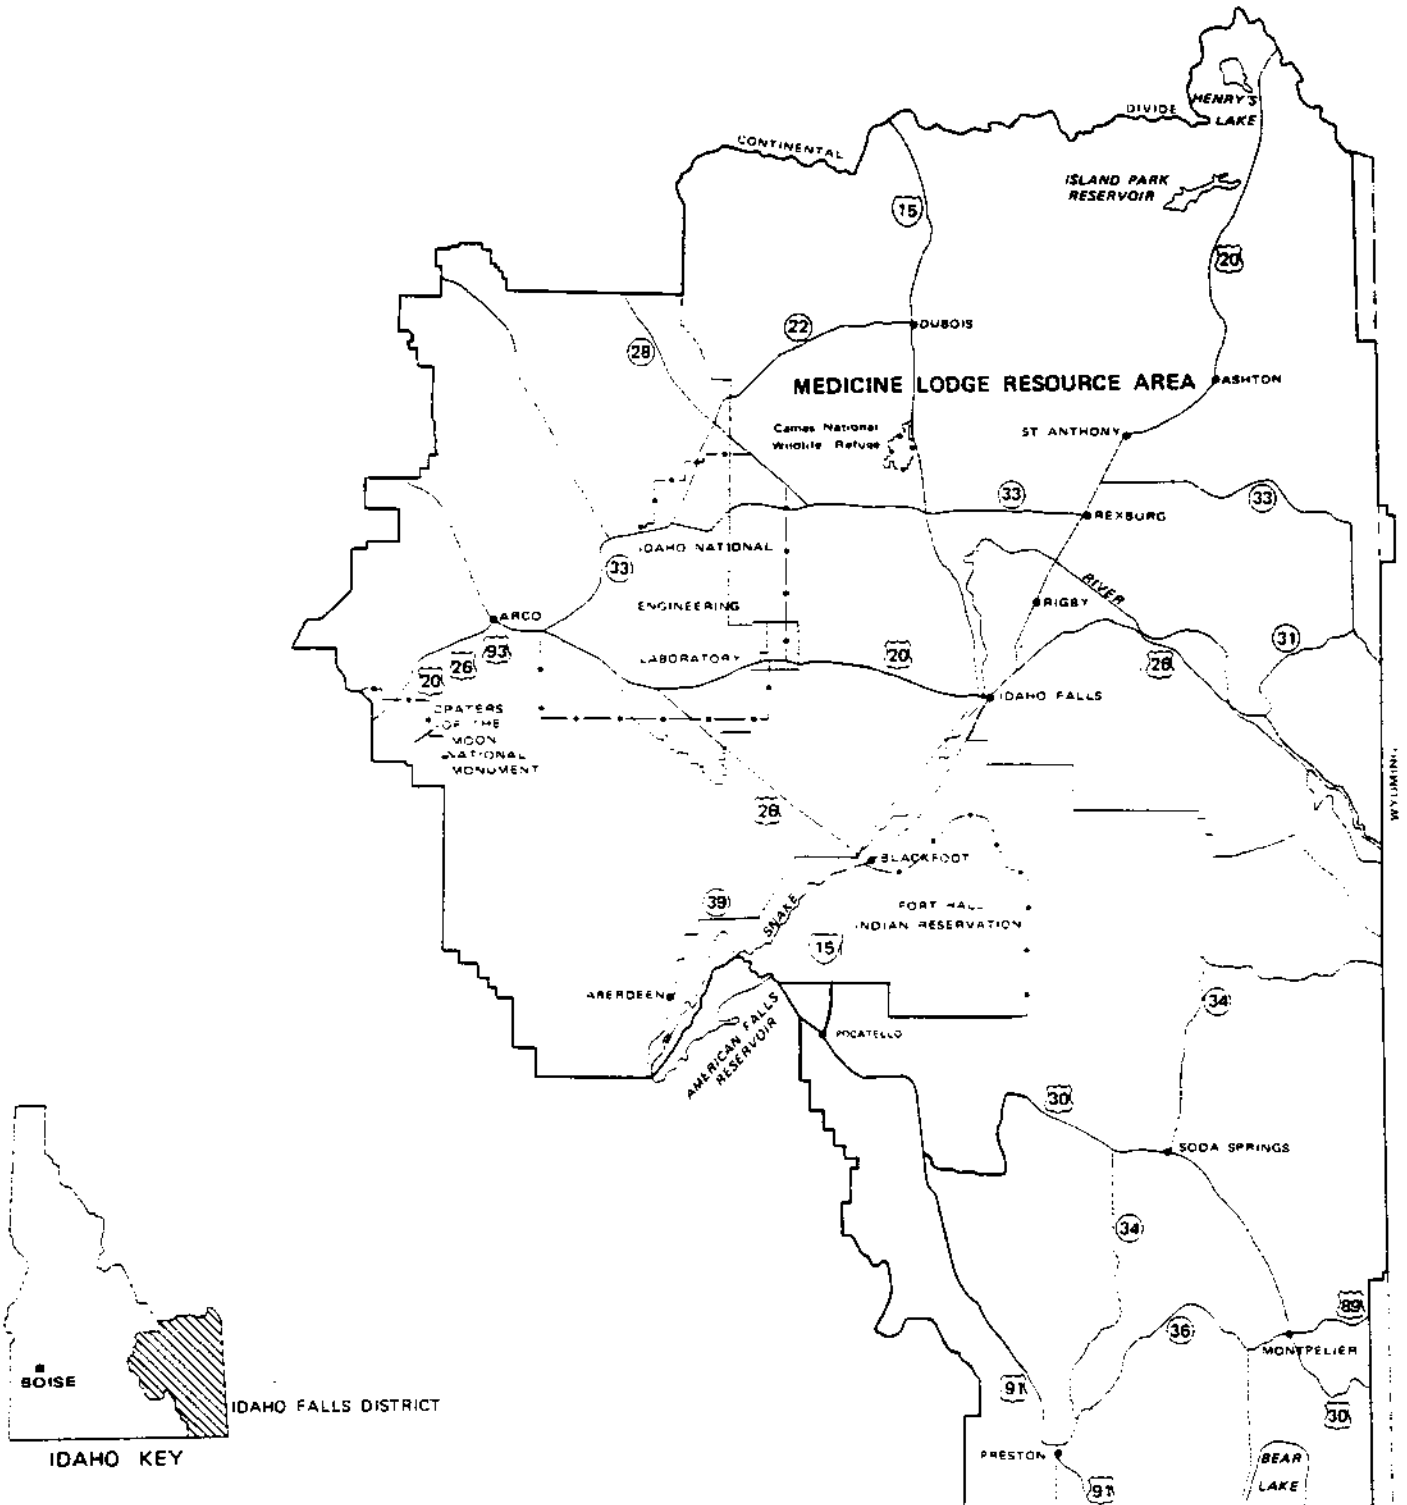 HENRY'S
LAKE
DIVIDE
CONTINENTAL
ISLAND PARK
RESERVOIR
15
20
22
DUBOIS
28
MEDICINE LODGE RESOURCE AREA
ASHTON
Camas National
Wildlife Refuge
ST ANTHONY
33
33
REXBURG
IDAHO NATIONAL
33
RIVER
ENGINEERING
RIGBY
ARCO
31
93
LABORATORY
20
26
26
20
IDAHO FALLS
CRATERS
OF THE
MOON
NATIONAL
MONUMENT
WYOMING
26
BLACKFOOT
39
SNAKE
FORT HALL
INDIAN RESERVATION
15
ABERDEEN
34
AMERICAN FALLS
RESERVOIR
POCATELLO
30
SODA SPRINGS
34
89
36
MONTPELIER
BOISE
91
IDAHO FALLS DISTRICT
30
IDAHO KEY
PRESTON
BEAR
LAKE
91